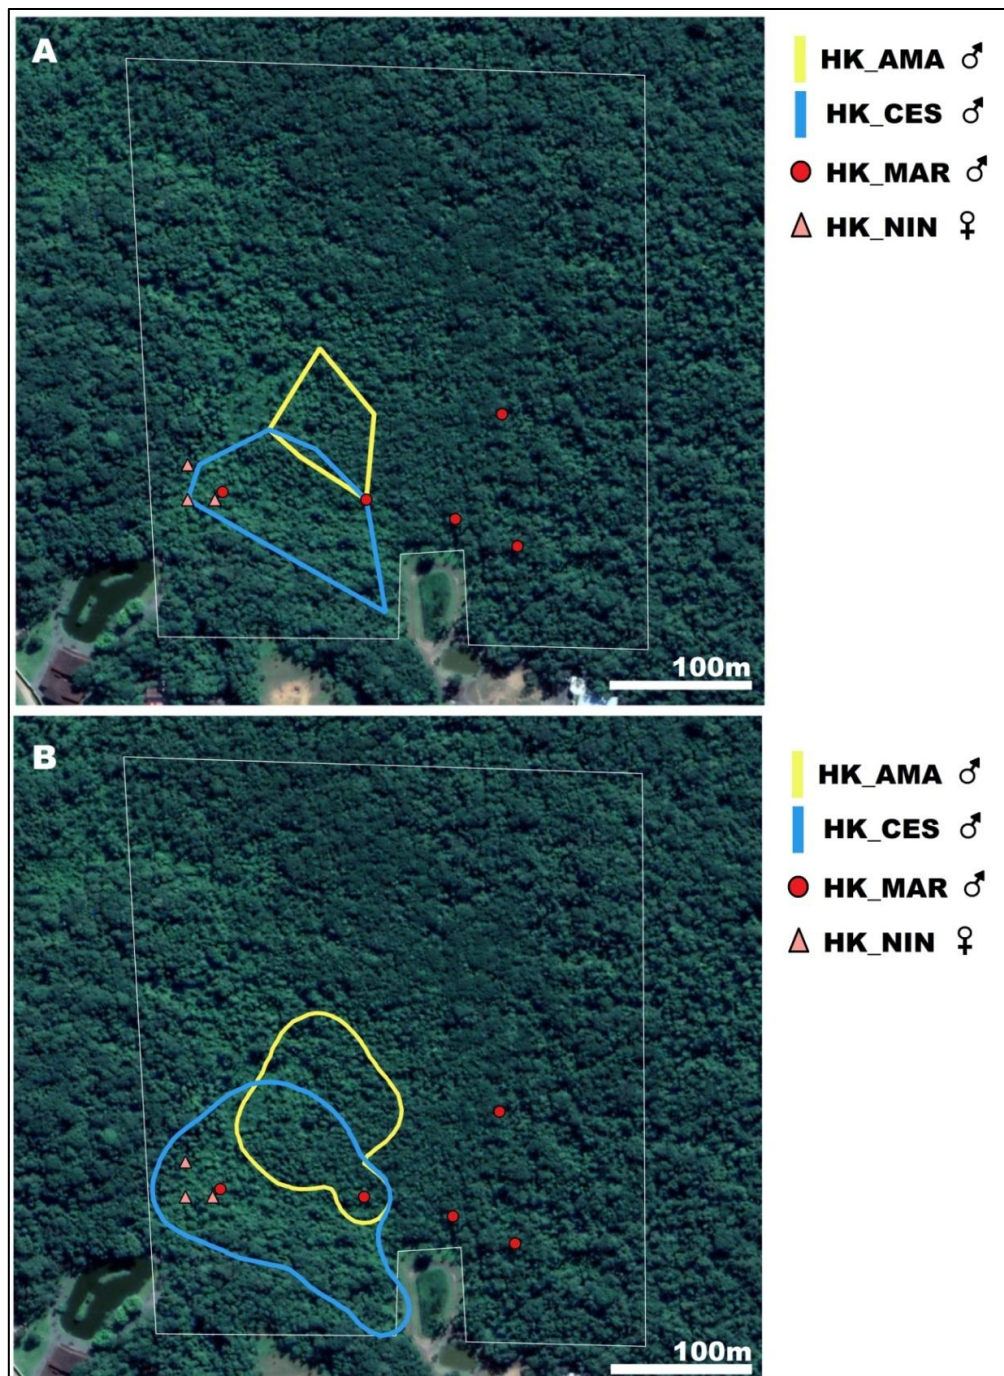 A
HK_AMA ♂
HK_CES ♂
HK_MAR ♂
HK_NIN ♀
100m
B
HK_AMA ♂
HK_CES ♂
HK_MAR ♂
HK_NIN ♀
100m